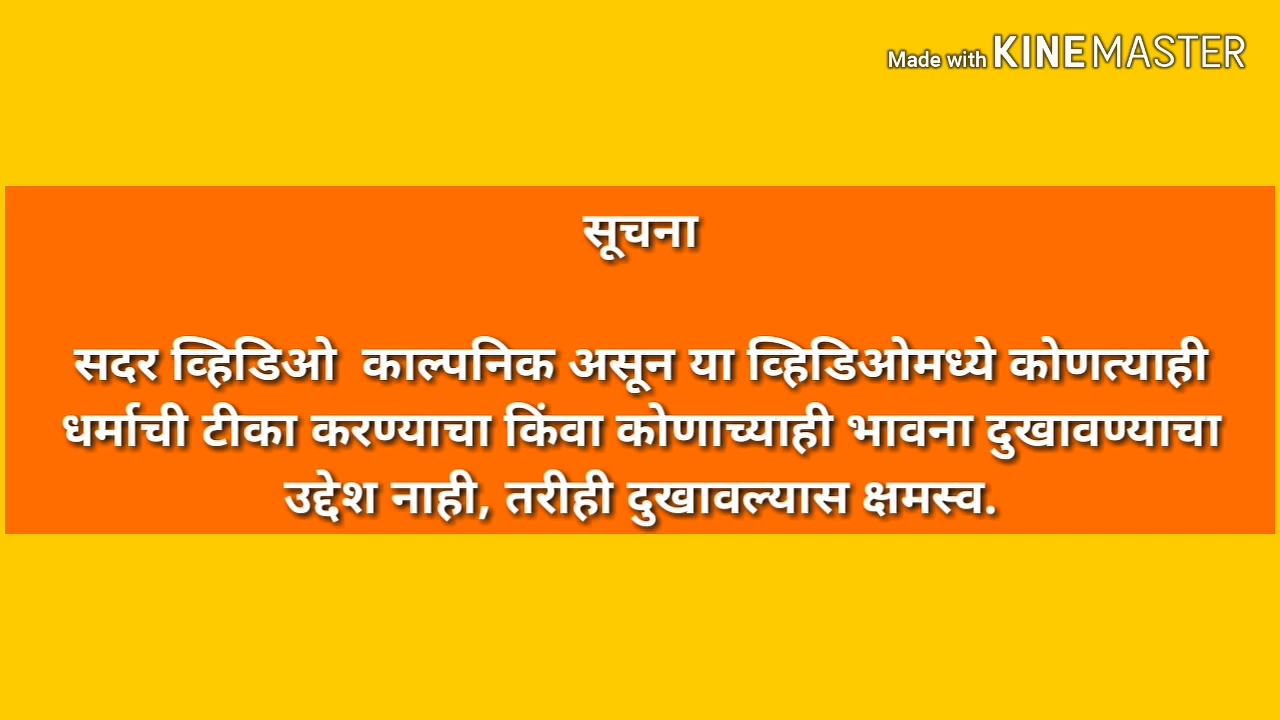 Made with KINEMASTER
सूचना
सदर व्हिडिओ काल्पनिक असून या व्हिडिओमध्ये कोणत्याही
धर्माची टीका करण्याचा किंवा कोणाच्याही भावना दुखावण्याचा
उद्देश नाही, तरीही दुखावल्यास क्षमस्व.